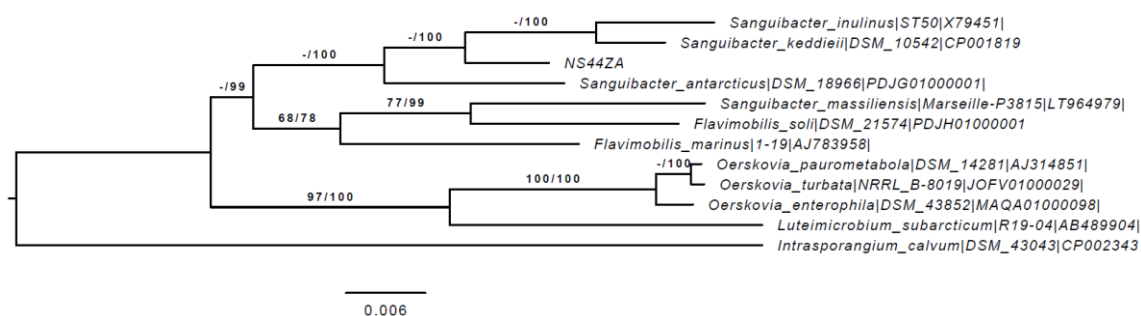 -/100
Sanguibacter_inulinus|ST50|X79451|
-/100
Sanguibacter_keddieii|DSM_10542|CP001819
-/100
NS44ZA
-/99
Sanguibacter_antarcticus|DSM_18966|PDJG01000001|
77/99
Sanguibacter_massiliensis|Marseille-P3815|LT964979|
68/78
Flavimobilis_soli|DSM_21574|PDJH01000001
Flavimobilis_marinus|1-19|AJ783958|
-/100
Oerskovia_paurometabola|DSM_14281|AJ314851|
100/100
Oerskovia_turbata|NRRL_B-8019|JOFV01000029|
97/100
Oerskovia_enterophila|DSM_43852|MAQA01000098|
Luteimicrobium_subarcticum|R19-04|AB489904|
Intrasporangium_calvum|DSM_43043|CP002343
0.006